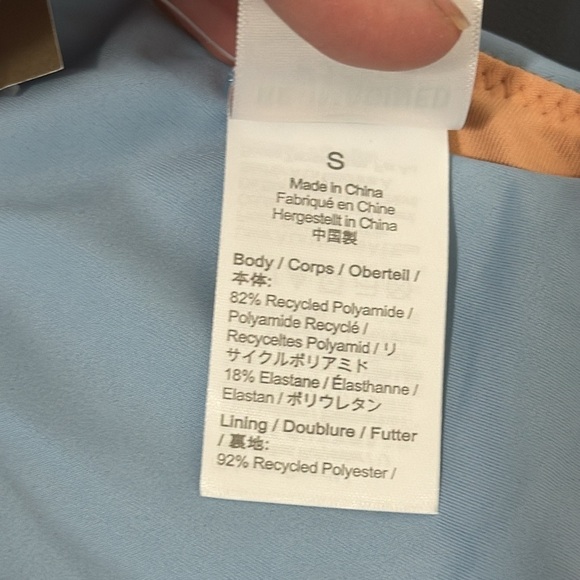 S
Made in China
Fabriqué en Chine
Hergestellt in China
中国製
Body / Corps / Oberteil /
本体:
82% Recycled Polyamide /
Polyamide Recyclé /
Recyceltes Polyamid / リ
サイクルポリアミド
18% Elastane / Élasthanne /
Elastan / ポリウレタン
Lining / Doublure / Futter
/ 裏地:
92% Recycled Polyester /